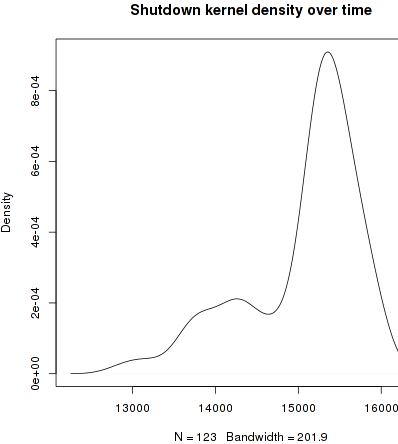 Shutdown kernel density over time
Density
0e+00
2e-04
4e-04
6e-04
8e-04
13000
14000
15000
16000
N = 123 Bandwidth = 201.9